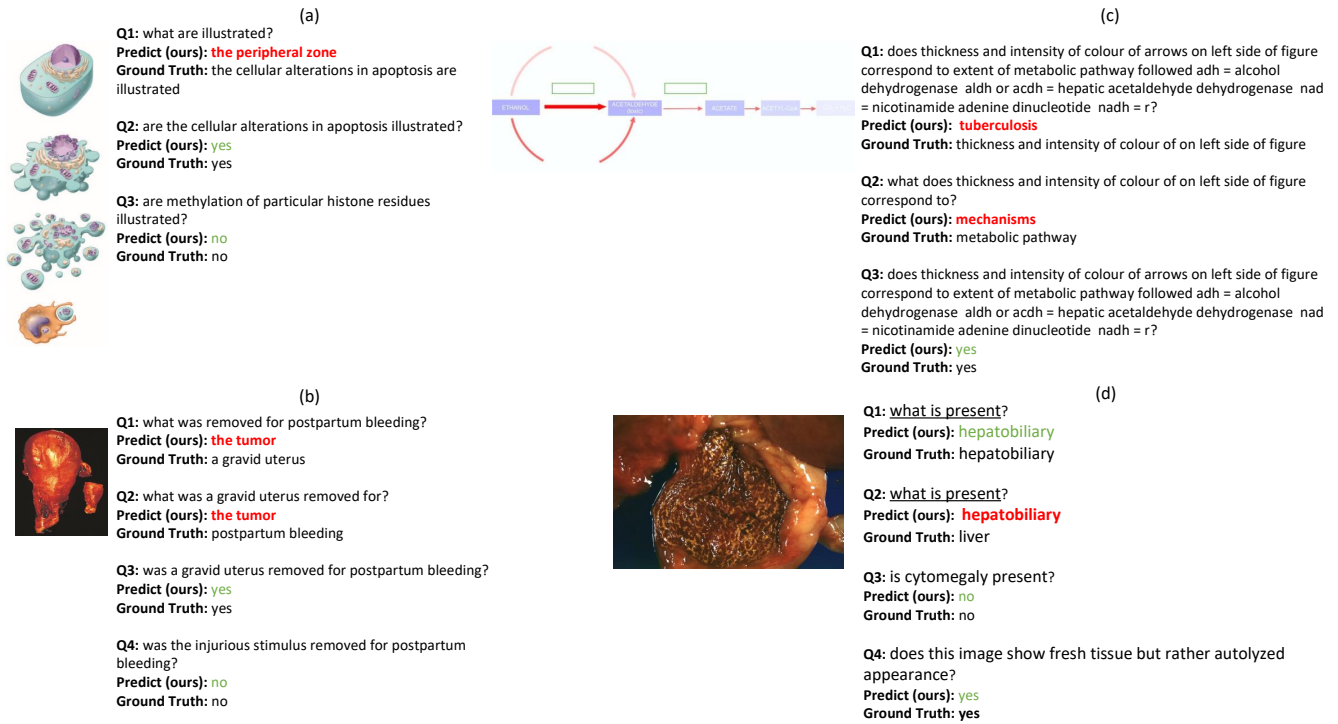 (a)
Q1: what are illustrated?
Predict (ours): the peripheral zone
Ground Truth: the cellular alterations in apoptosis are
illustrated
Q2: are the cellular alterations in apoptosis illustrated?
Predict (ours): yes
Ground Truth: yes
Q3: are methylation of particular histone residues
illustrated?
Predict (ours): no
Ground Truth: no
(c)
ETHANOL
ACETALDEHYDE
(toxic)
ACETATE
ACETYL-CoA
Q1: does thickness and intensity of colour of arrows on left side of figure
correspond to extent of metabolic pathway followed adh = alcohol
dehydrogenase aldh or acdh = hepatic acetaldehyde dehydrogenase nad
= nicotinamide adenine dinucleotide nadh = r?
Predict (ours): tuberculosis
Ground Truth: thickness and intensity of colour of on left side of figure
Q2: what does thickness and intensity of colour of on left side of figure
correspond to?
Predict (ours): mechanisms
Ground Truth: metabolic pathway
Q3: does thickness and intensity of colour of arrows on left side of figure
correspond to extent of metabolic pathway followed adh = alcohol
dehydrogenase aldh or acdh = hepatic acetaldehyde dehydrogenase nad
= nicotinamide adenine dinucleotide nadh = r?
Predict (ours): yes
Ground Truth: yes
(b)
Q1: what was removed for postpartum bleeding?
Predict (ours): the tumor
Ground Truth: a gravid uterus
Q2: what was a gravid uterus removed for?
Predict (ours): the tumor
Ground Truth: postpartum bleeding
Q3: was a gravid uterus removed for postpartum bleeding?
Predict (ours): yes
Ground Truth: yes
Q4: was the injurious stimulus removed for postpartum
bleeding?
Predict (ours): no
Ground Truth: no
(d)
Q1: what is present?
Predict (ours): hepatobiliary
Ground Truth: hepatobiliary
Q2: what is present?
Predict (ours): hepatobiliary
Ground Truth: liver
Q3: is cytomegaly present?
Predict (ours): no
Ground Truth: no
Q4: does this image show fresh tissue but rather autolyzed
appearance?
Predict (ours): yes
Ground Truth: yes